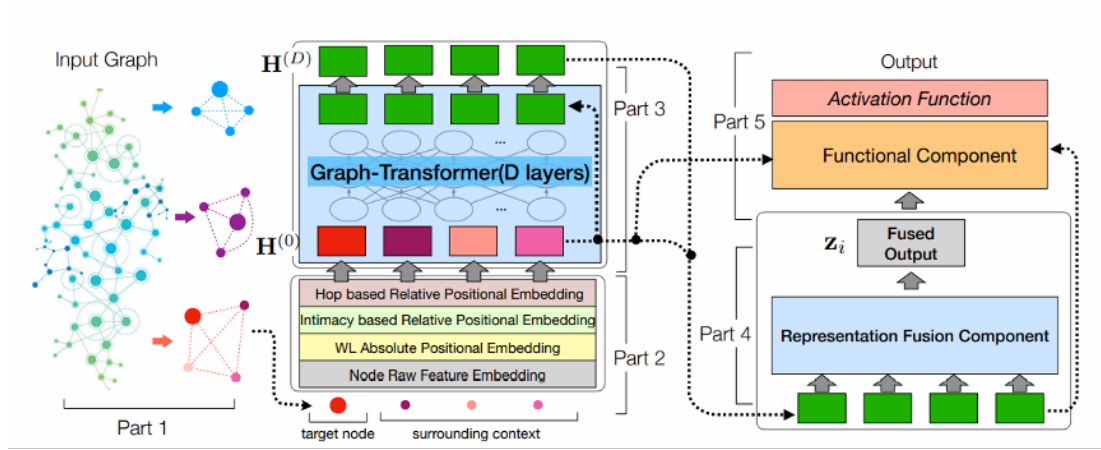 Input Graph
Part 1
H^(D)
Graph-Transformer(D layers)
...
...
H^(0)
Part 3
Hop based Relative Positional Embedding
Intimacy based Relative Positional Embedding
WL Absolute Positional Embedding
Node Raw Feature Embedding
Part 2
target node
surrounding context
Output
Activation Function
Functional Component
Part 5
z_i
Fused
Output
Representation Fusion Component
Part 4